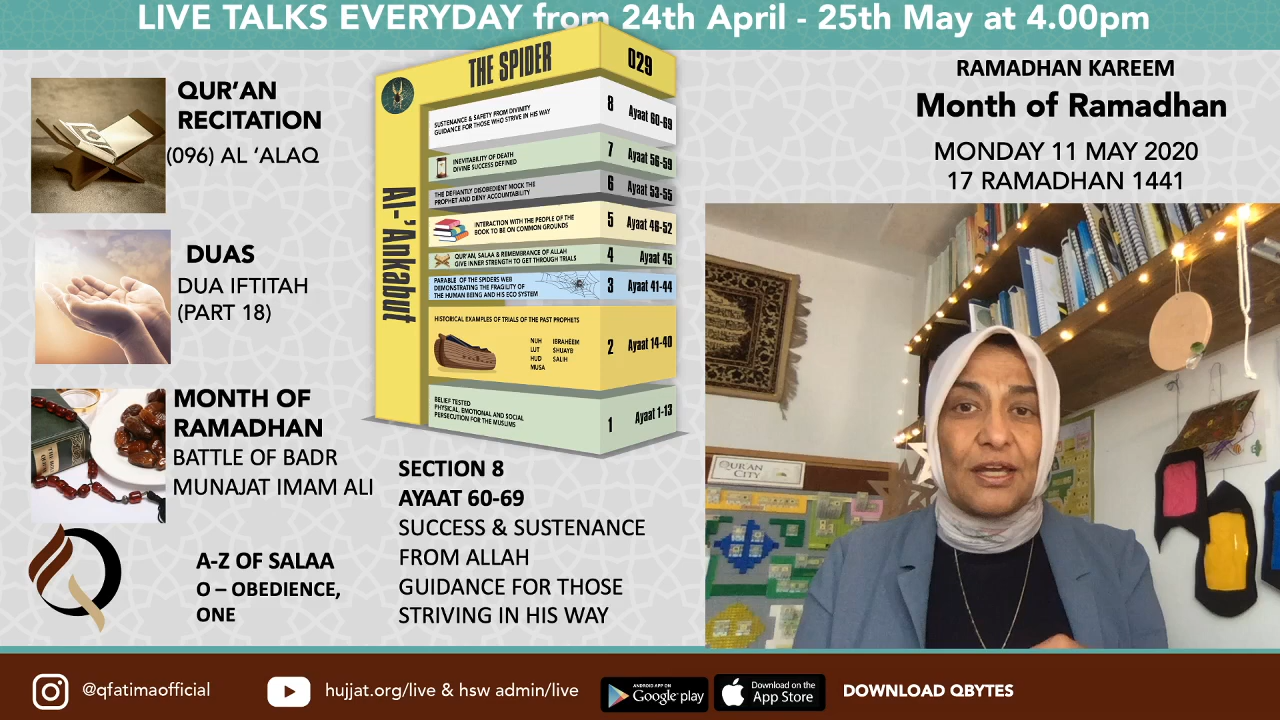 LIVE TALKS EVERYDAY from 24th April - 25th May at 4.00pm
QUR’AN
RECITATION
(096) AL ‘ALAQ
DUAS
DUA IFTITAH
(PART 18)
MONTH OF
RAMADHAN
BATTLE OF BADR
MUNAJAT IMAM ALI
A-Z OF SALAA
O – OBEDIENCE,
ONE
THE SPIDER
029
Al-‘Ankabut
SUSTENANCE & SAFETY FROM DIVINITY
GUIDANCE FOR THOSE WHO STRIVE IN HIS WAY
8 Ayaat 60-69
INEVITABILITY OF DEATH
DIVINE SUCCESS DEFINED
7 Ayaat 56-59
THE DEFIANTLY DISOBEDIENT MOCK THE
PROPHET AND DENY ACCOUNTABILITY
6 Ayaat 53-55
INTERACTION WITH THE PEOPLE OF THE
BOOK TO BE ON COMMON GROUNDS
5 Ayaat 46-52
QUR’AN, SALAA & REMEMBERANCE OF ALLAH
GIVE INNER STRENGTH TO GET THROUGH TRIALS
4 Ayaat 45
PARABLE OF THE SPIDERS WEB
DEMONSTRATING THE FRAGILITY OF
THE HUMAN BEING AND HIS ECO SYSTEM
3 Ayaat 41-44
HISTORICAL EXAMPLES OF TRIALS OF THE PAST PROPHETS
NUH IBRAHEEM
LUT SHUAYB
HUD SALIH
MUSA
2 Ayaat 14-40
BELIEF TESTED
PHYSICAL, EMOTIONAL AND SOCIAL
PERSECUTION FOR THE MUSLIMS
1 Ayaat 1-13
SECTION 8
AYAAT 60-69
SUCCESS & SUSTENANCE
FROM ALLAH
GUIDANCE FOR THOSE
STRIVING IN HIS WAY
RAMADHAN KAREEM
Month of Ramadhan
MONDAY 11 MAY 2020
17 RAMADHAN 1441
QUR'AN
CITY
@qfatimaofficial
hujjat.org/live & hsw admin/live
ANDROID APP ON
Google play
Download on the
App Store
DOWNLOAD QBYTES